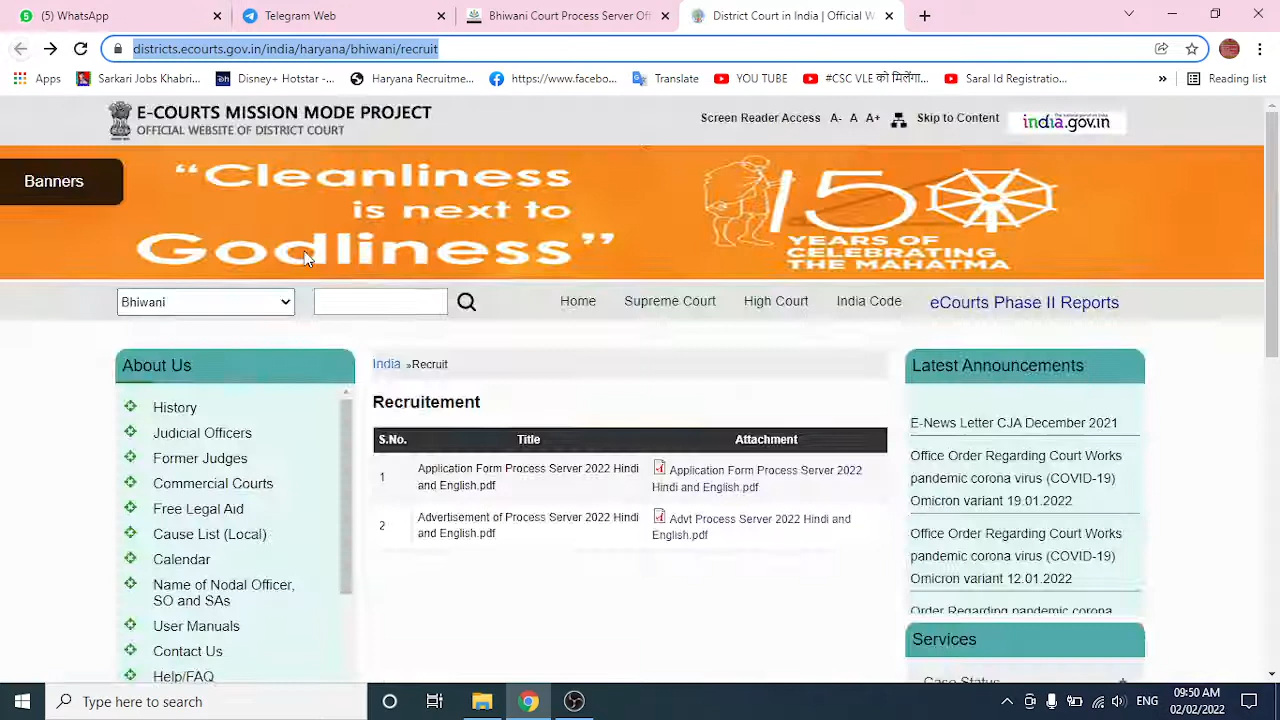 5
(5) WhatsApp
Telegram Web
Bhiwani Court Process Server Of
District Court in India | Official W
districts.ecourts.gov.in/india/haryana/bhiwani/recruit
Apps
Sarkari Jobs Khabri...
Disney+ Hotstar -...
Haryana Recruitme...
https://www.facebo...
Translate
YOU TUBE
#CSC VLE को मिलेंगा...
Saral Id Registratio...
»
Reading list
E-COURTS MISSION MODE PROJECT
OFFICIAL WEBSITE OF DISTRICT COURT
Screen Reader Access
A- A A+
Skip to Content
india.gov.in
Banners
“Cleanliness
is next to
Godliness”
150
YEARS OF
CELEBRATING
THE MAHATMA
Bhiwani
Home
Supreme Court
High Court
India Code
eCourts Phase II Reports
About Us
History
Judicial Officers
Former Judges
Commercial Courts
Free Legal Aid
Cause List (Local)
Calendar
Name of Nodal Officer,
SO and SAs
User Manuals
Contact Us
Help/FAQ
India »Recruit
Recruitement
S.No. Title Attachment
1 Application Form Process Server 2022 Hindi Application Form Process Server 2022
and English.pdf Hindi and English.pdf
2 Advertisement of Process Server 2022 Hindi Advt Process Server 2022 Hindi and
and English.pdf English.pdf
Latest Announcements
E-News Letter CJA December 2021
Office Order Regarding Court Works
pandemic corona virus (COVID-19)
Omicron variant 19.01.2022
Office Order Regarding Court Works
pandemic corona virus (COVID-19)
Omicron variant 12.01.2022
Order Regarding pandemic corona
Services
Case Status
Type here to search
ENG
09:50 AM
02/02/2022